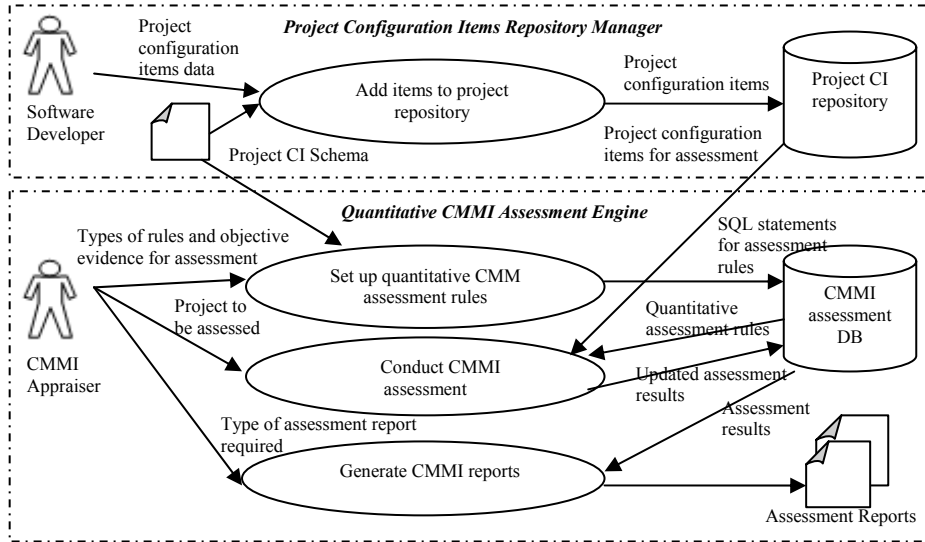 Project Configuration Items Repository Manager
Project
configuration
items data
Software
Developer
Add items to project
repository
Project
configuration items
Project CI
repository
Project CI Schema
Project configuration
items for assessment
Quantitative CMMI Assessment Engine
Types of rules and objective
evidence for assessment
Set up quantitative CMM
assessment rules
SQL statements
for assessment
rules
CMMI
assessment
DB
Project to
be assessed
Quantitative
assessment rules
CMMI
Appraiser
Conduct CMMI
assessment
Updated assessment
results
Type of assessment report
required
Assessment
results
Generate CMMI reports
Assessment Reports